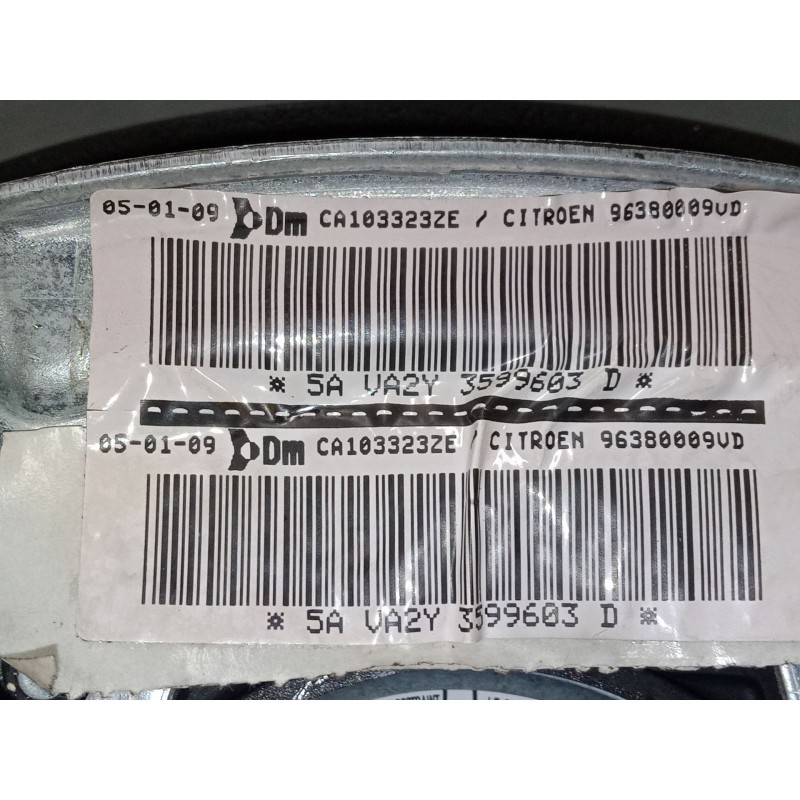 05-01-09 Dm CA103323ZE / CITROEN 96380009VD
* 5A VA2Y 3599603 D *
05-01-09 Dm CA103323ZE / CITROEN 96380009VD
* 5A VA2Y 3599603 D *